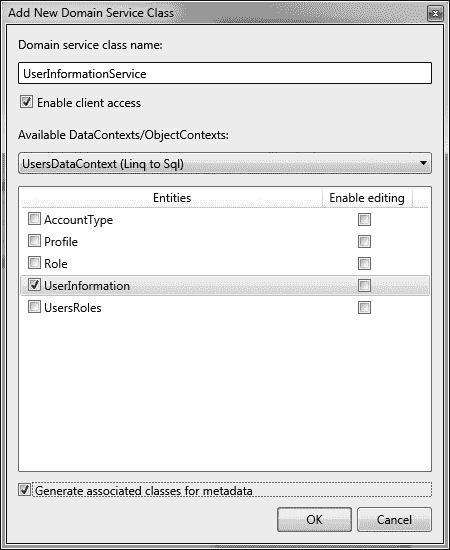 Add New Domain Service Class
Domain service class name:
UserInformationService
Enable client access
Available DataContexts/ObjectContexts:
UsersDataContext (Linq to Sql)
Entities Enable editing
AccountType
Profile
Role
UserInformation
UsersRoles
Generate associated classes for metadata
OK Cancel